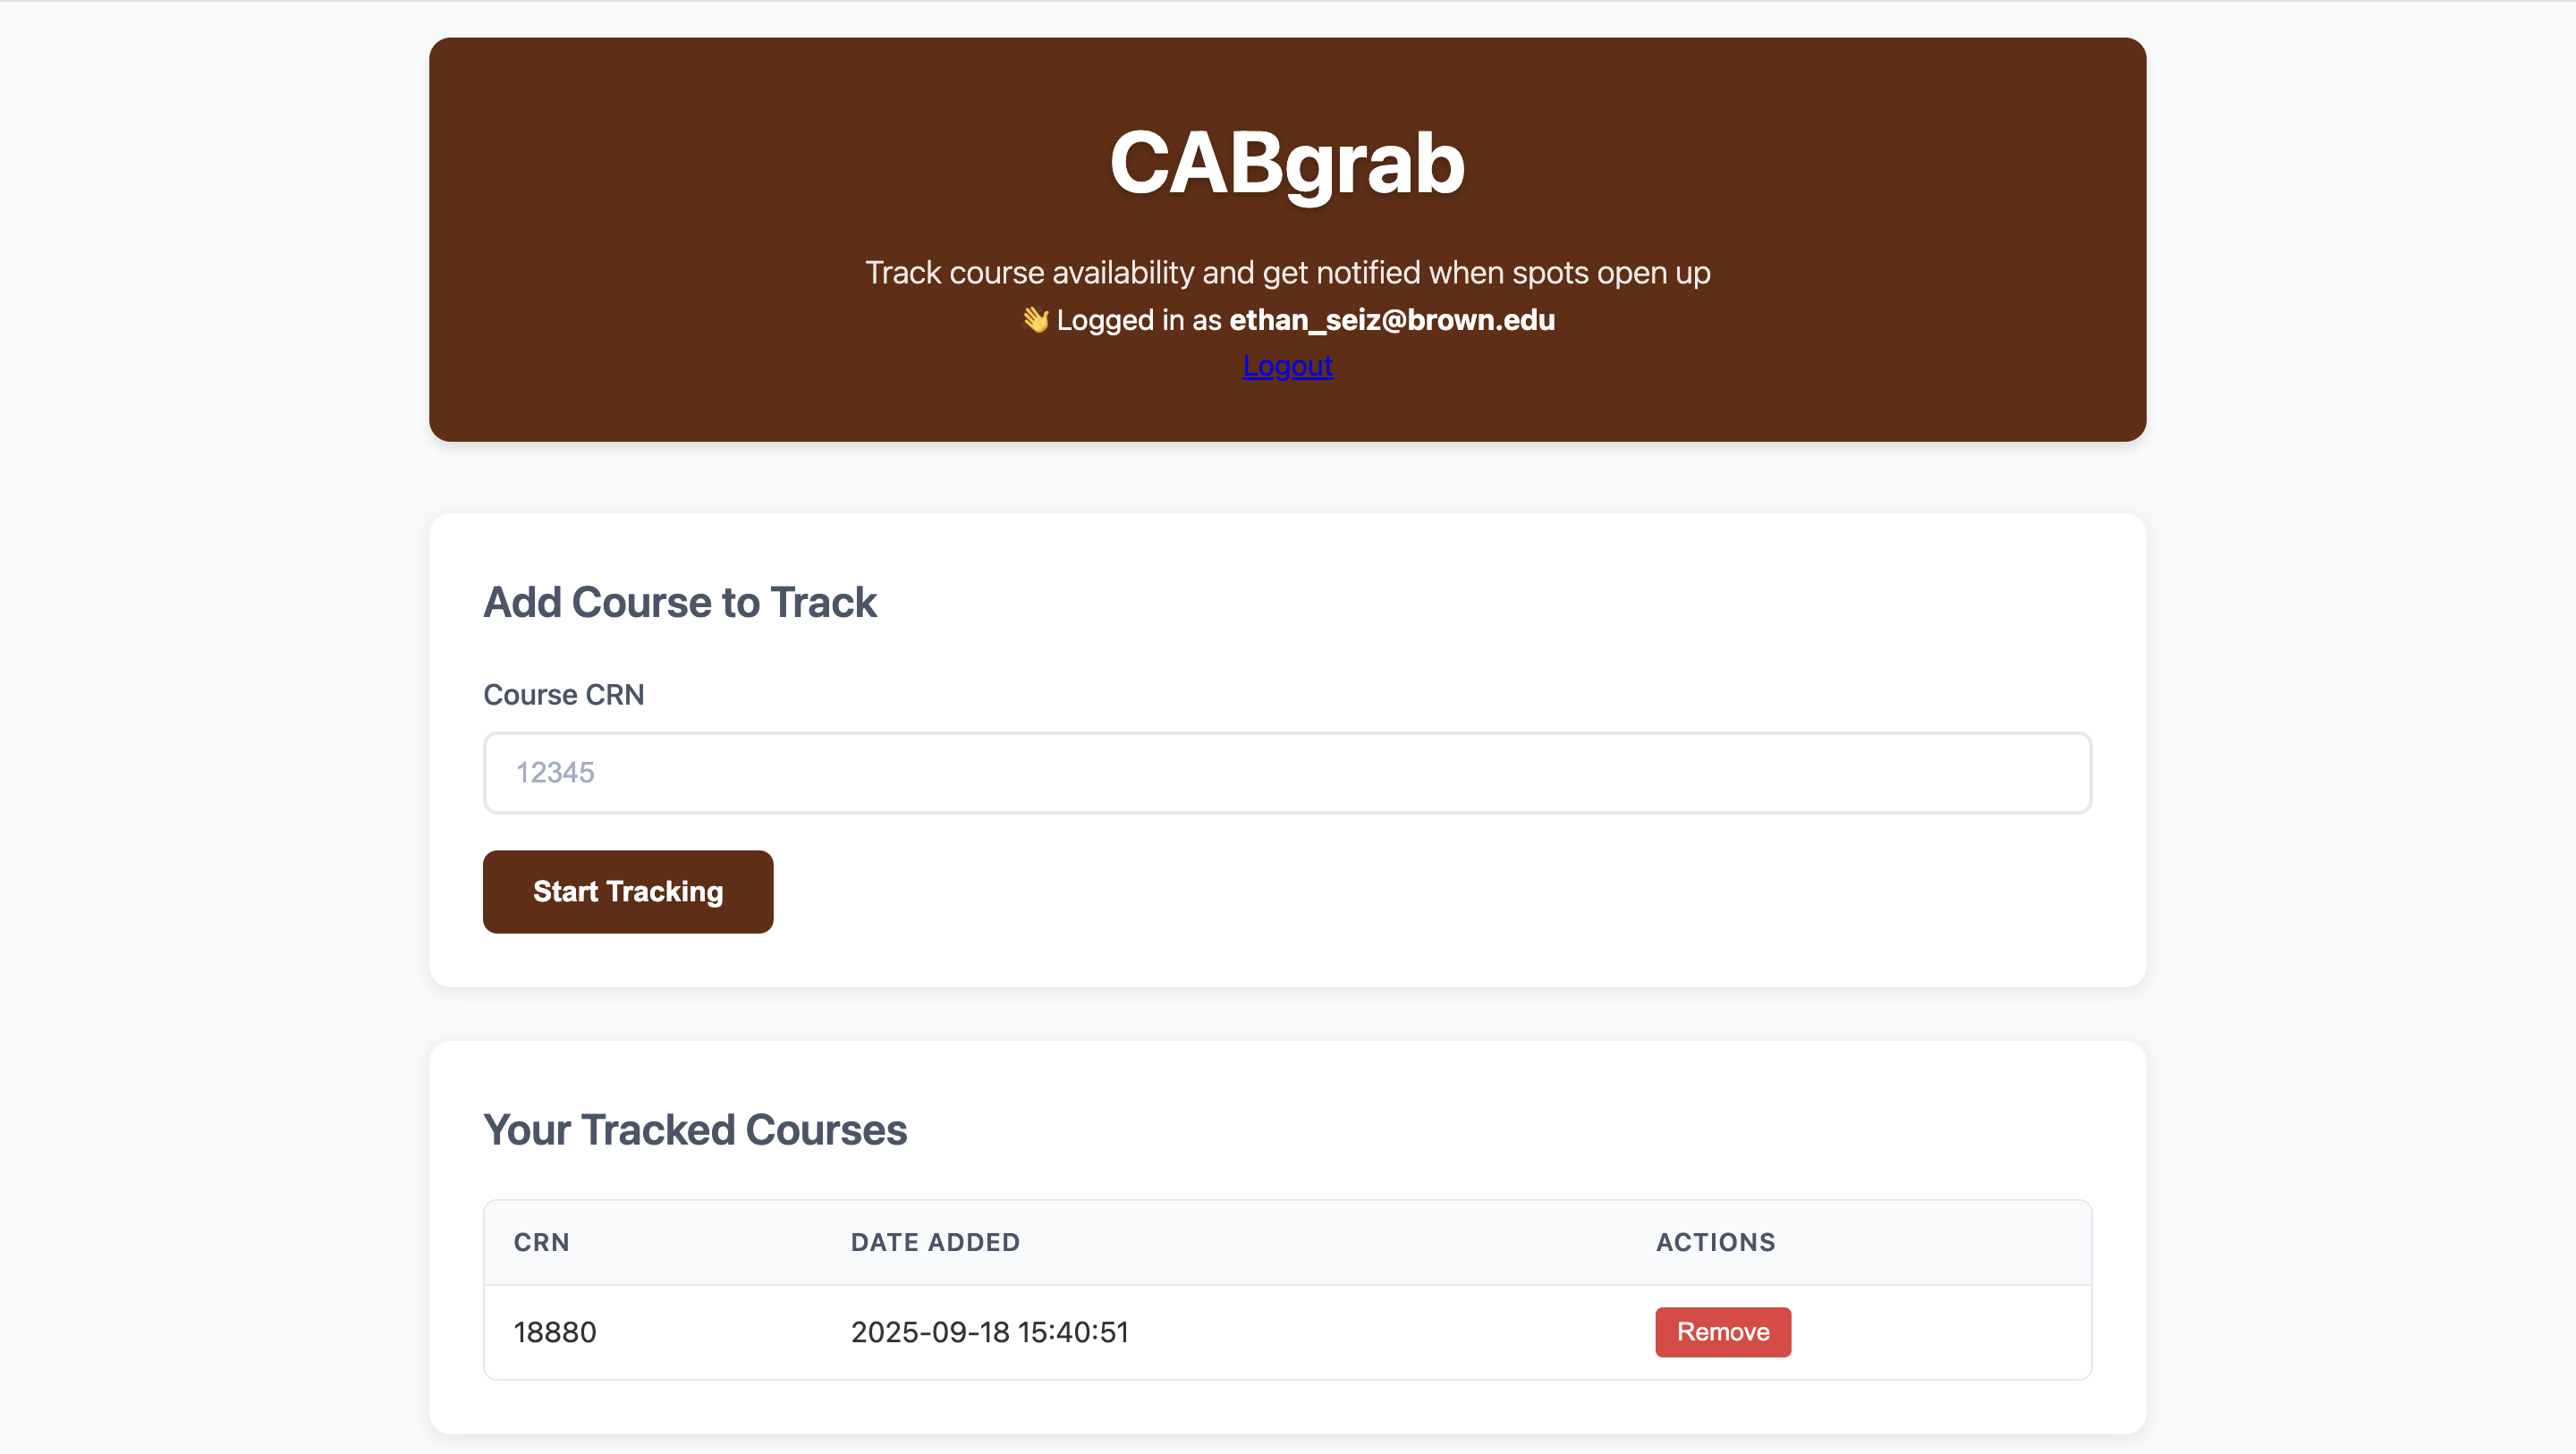 CABgrab
Track course availability and get notified when spots open up
👋 Logged in as ethan_seiz@brown.edu
Logout
Add Course to Track
Course CRN
12345
Start Tracking
Your Tracked Courses
CRN DATE ADDED ACTIONS
18880 2025-09-18 15:40:51 Remove